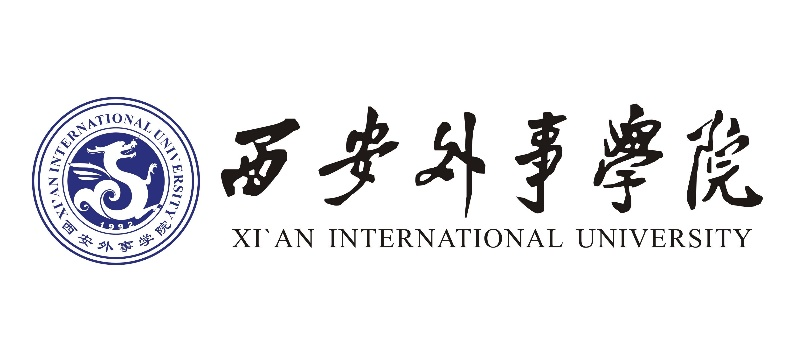 XI'AN INTERNATIONAL UNIVERSITY
1992
西安外事学院
西安外事學院
XI`AN INTERNATIONAL UNIVERSITY